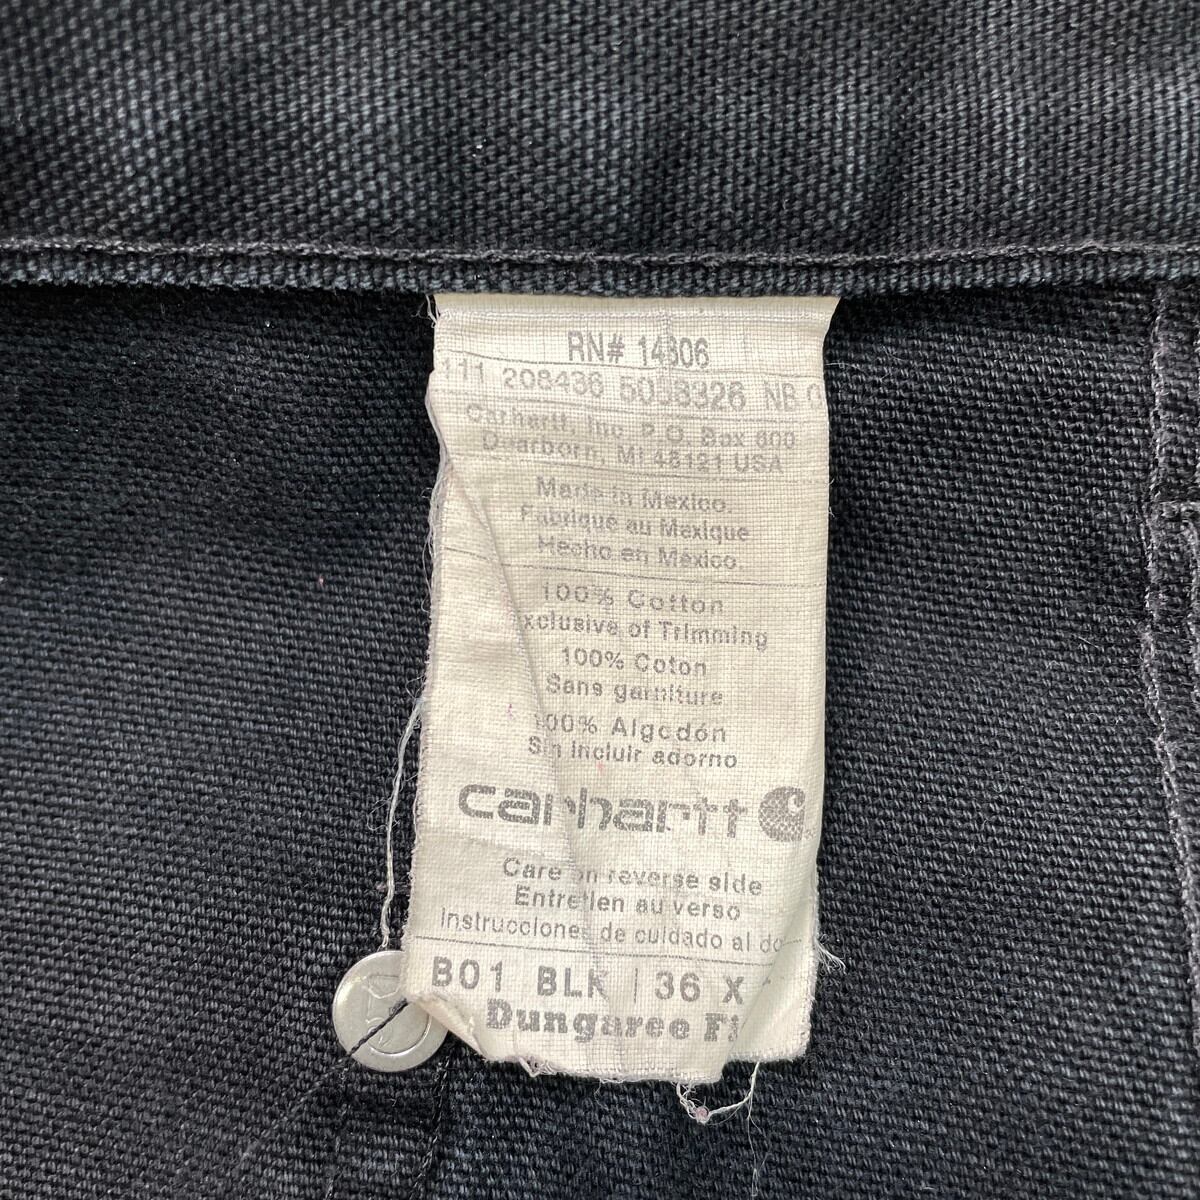 RN# 14806
111 208436 5058326 NB 0
Carhartt, Inc. P.O. Box 600
Dearborn, MI 48121 USA
Made in Mexico.
Fabriqué au Mexique
Hecho en México.
100% Cotton
Exclusive of Trimming
100% Coton
Sans garniture
100% Algodón
Sin incluir adorno
carhartt
Care on reverse side
Entretien au verso
Instrucciones de cuidado al do
B01 BLK 36 X
Dungaree Fi